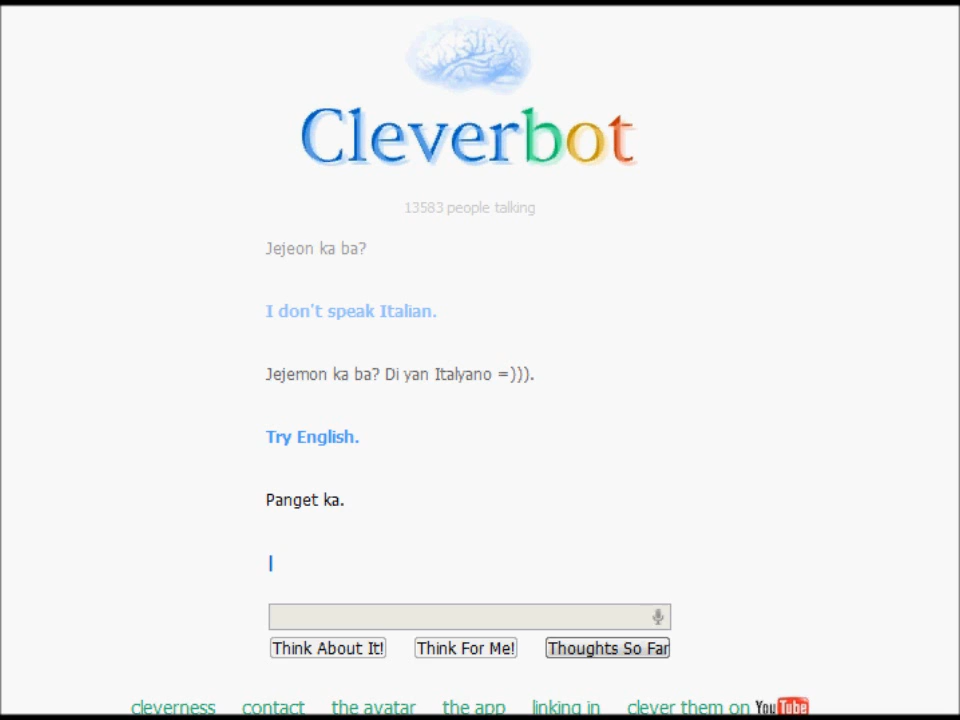 Cleverbot
13583 people talking
Jejeon ka ba?
I don't speak Italian.
Jejemon ka ba? Di yan Italyano =))).
Try English.
Panget ka.
Think About It! Think For Me! Thoughts So Far
cleverness contact the avatar the app linking in clever them on YouTube